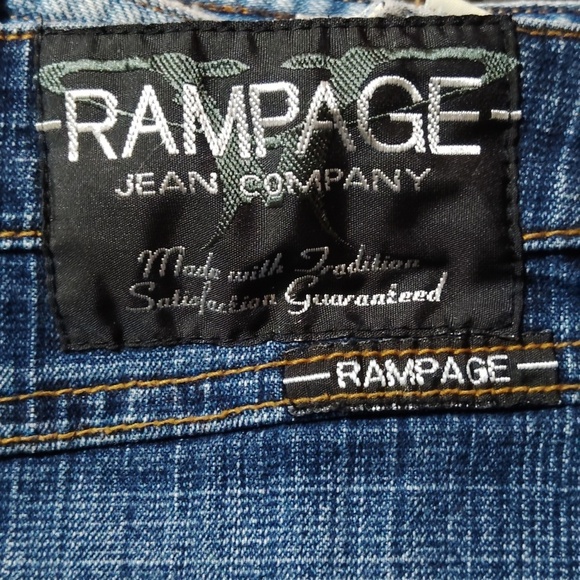 RAMPAGE
JEAN COMPANY
Made with Tradition
Satisfaction Guaranteed
RAMPAGE